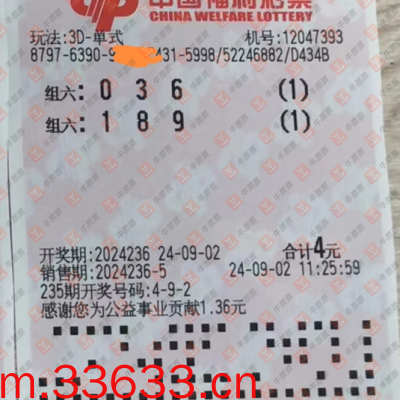 中国福利彩票
CHINA WELFARE LOTTERY
玩法:3D-单式 机号:12047393
8797-6390-9 431-5998/52246882/D434B
组六: 0 3 6 (1)
组六: 1 8 9 (1)
开奖期:2024236 24-09-02 合计4元
销售期:2024236-5 24-09-02 11:25:59
235期开奖号码:4-9-2
感谢您为公益事业贡献1.36元
m.33633.cn